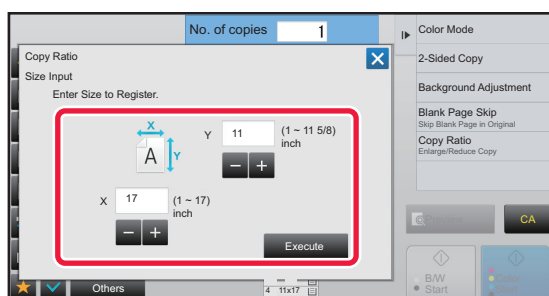 No. of copies 1
Copy Ratio
Size Input
Enter Size to Register.
X
Y
A
Y 11 (1 ~ 11 5/8)
inch
X 17 (1 ~ 17)
inch
Execute
Others
4 11x17
Color Mode
2-Sided Copy
Background Adjustment
Blank Page Skip
Skip Blank Page in Original
Copy Ratio
Enlarge/Reduce Copy
CA
B/W
Start